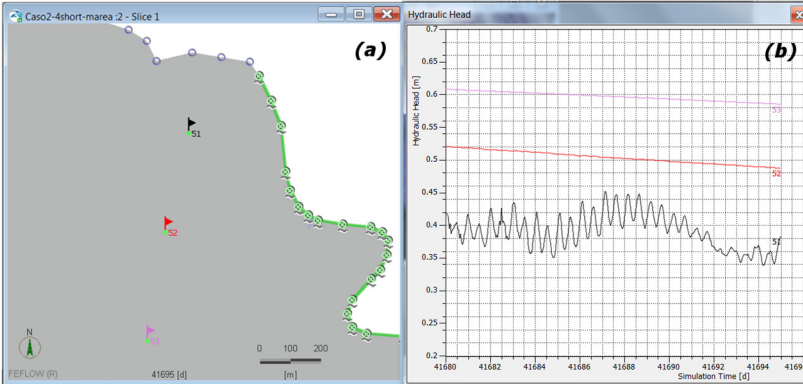 Caso2-4short-marea :2 - Slice 1
(a)
51
52
53
N
0 100 200
FEFLOW (R)
41695 [d]
[m]
Hydraulic Head
(b)
Hydraulic Head [m]
0.7
0.65
0.6
0.55
0.5
0.45
0.4
0.35
0.3
0.25
0.2
53
52
51
41680 41682 41684 41686 41688 41690 41692 41694
Simulation Time [d]